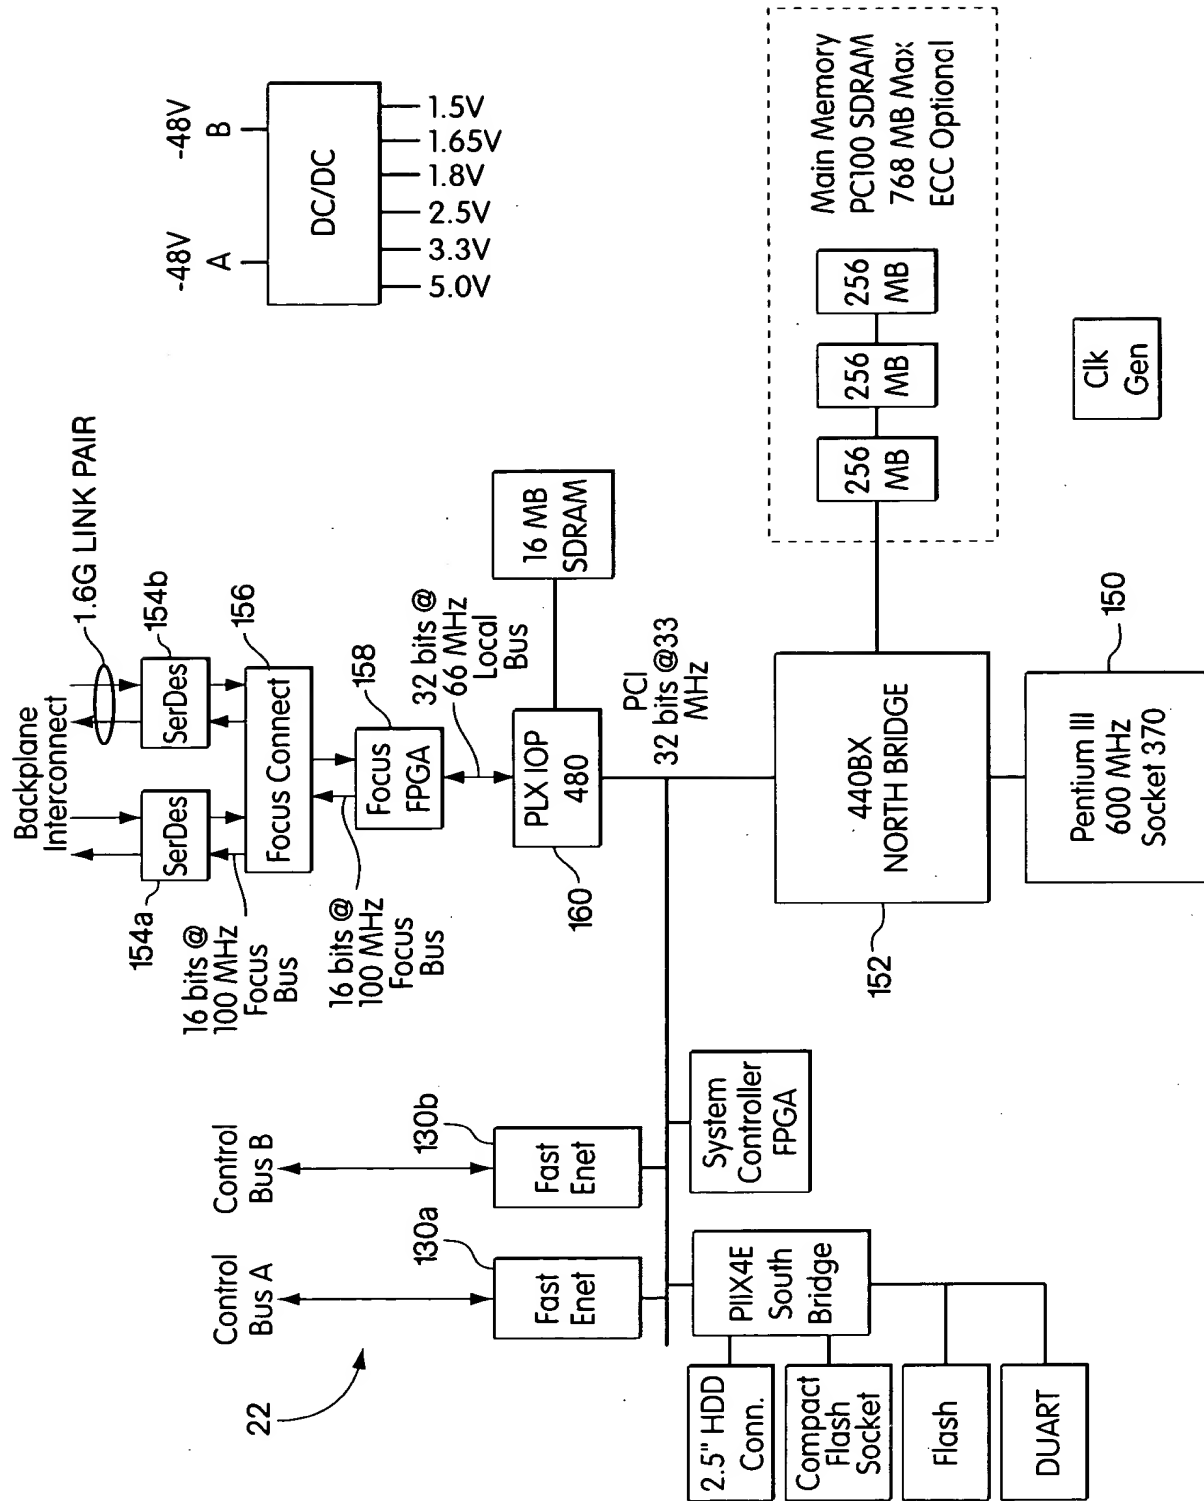 22
Control
Bus A
Control
Bus B
130a
130b
Fast
Enet
Fast
Enet
2.5" HDD
Conn.
Compact
Flash
Socket
Flash
DUART
PIIX4E
South
Bridge
System
Controller
FPGA
Backplane
Interconnect
1.6G LINK PAIR
154a
SerDes
154b
SerDes
16 bits @
100 MHz
Focus
Bus
156
Focus Connect
16 bits @
100 MHz
Focus
Bus
158
Focus
FPGA
32 bits @
66 MHz
Local
Bus
160
PLX IOP
480
16 MB
SDRAM
PCI
32 bits @33
MHz
152
440BX
NORTH BRIDGE
150
Pentium III
600 MHz
Socket 370
-48V
A
-48V
B
DC/DC
5.0V
3.3V
2.5V
1.8V
1.65V
1.5V
256
MB
256
MB
256
MB
Main Memory
PC100 SDRAM
768 MB Max
ECC Optional
Clk
Gen